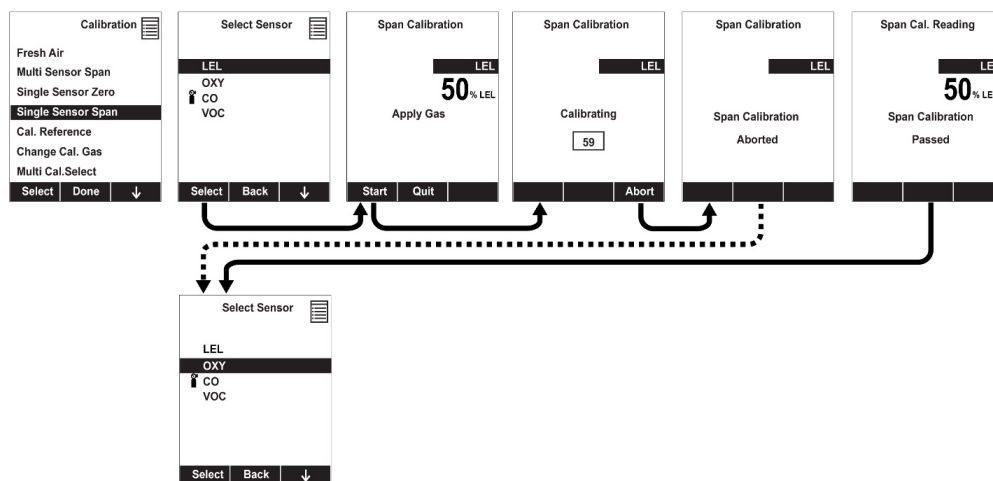 Calibration
Fresh Air
Multi Sensor Span
Single Sensor Zero
Single Sensor Span
Cal. Reference
Change Cal. Gas
Multi Cal.Select
Select Done ↓
Select Sensor
LEL
OXY
CO
VOC
Select Back ↓
Span Calibration
LEL
50% LEL
Apply Gas
Start Quit
Span Calibration
LEL
Calibrating
59
Abort
Span Calibration
LEL
Span Calibration
Aborted
Span Cal. Reading
LE
50% LE
Span Calibration
Passed
Select Sensor
LEL
OXY
CO
VOC
Select Back ↓